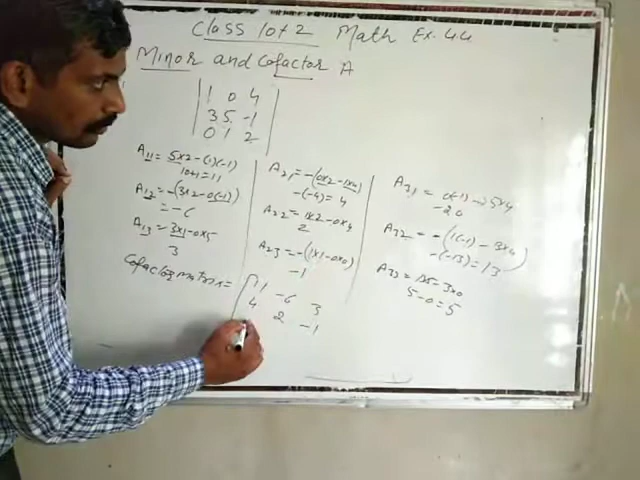 Class 10+2 Math Ex. 4.4
Minor and Cofactor A
1 0 4
3 5 -1
0 1 2
A11 = 5x2-(1)(-1)
10+1=11
A12 = -(3x2-0(-1))
= -6
A13 = 3x1-0x5
3
A21 = -(0x2-1x4)
-(-4)=4
A22 = 1x2-0x4
2
A23 = -(1x1-0x0)
-1
A31 = 0(-1)-5x4
-20
A32 = -(1(-1)-3x4)
-(-13)=13
A33 = 1x5-3x0
5-0=5
Cofactor matrix =
11 -6 3
4 2 -1